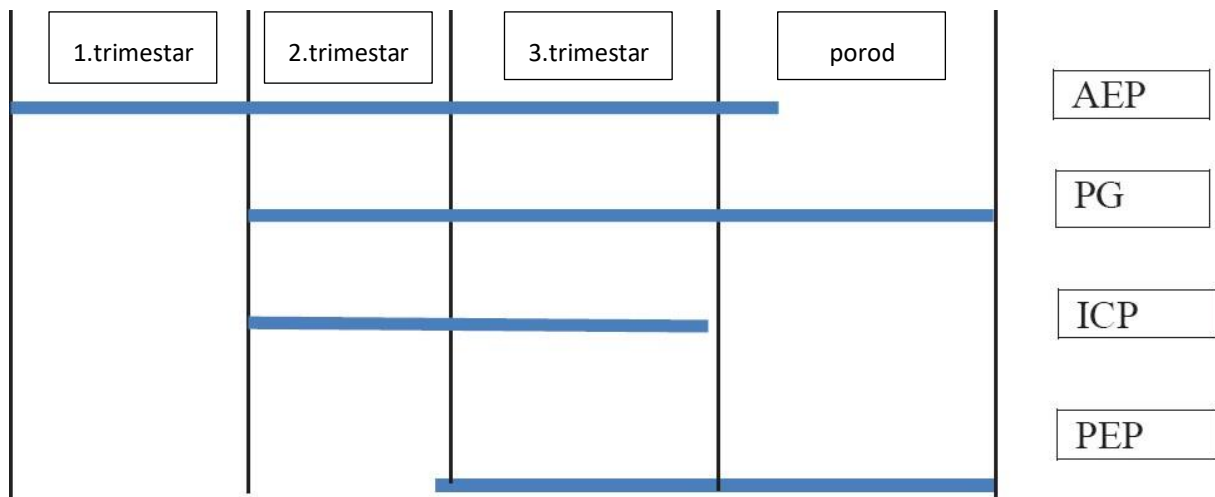 1.trimestar
2.trimestar
3.trimestar
porod
AEP
PG
ICP
PEP